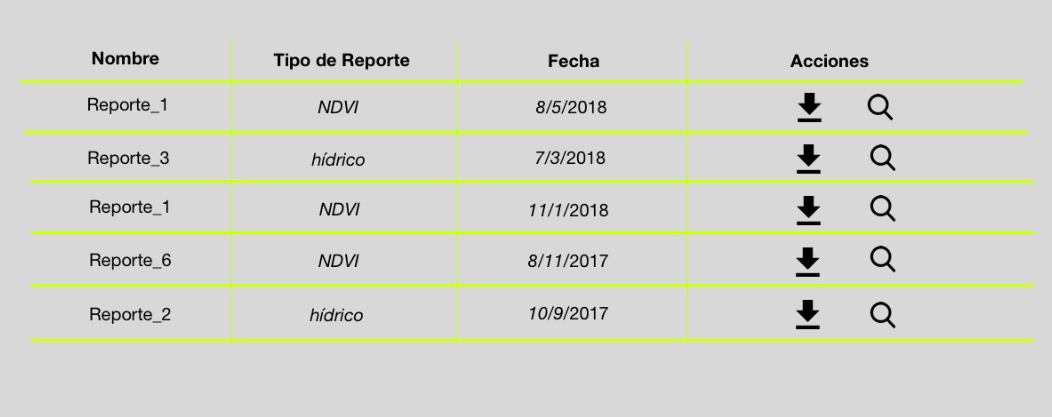 Nombre Tipo de Reporte Fecha Acciones
Reporte_1 NDVI 8/5/2018
Reporte_3 hídrico 7/3/2018
Reporte_1 NDVI 11/1/2018
Reporte_6 NDVI 8/11/2017
Reporte_2 hídrico 10/9/2017